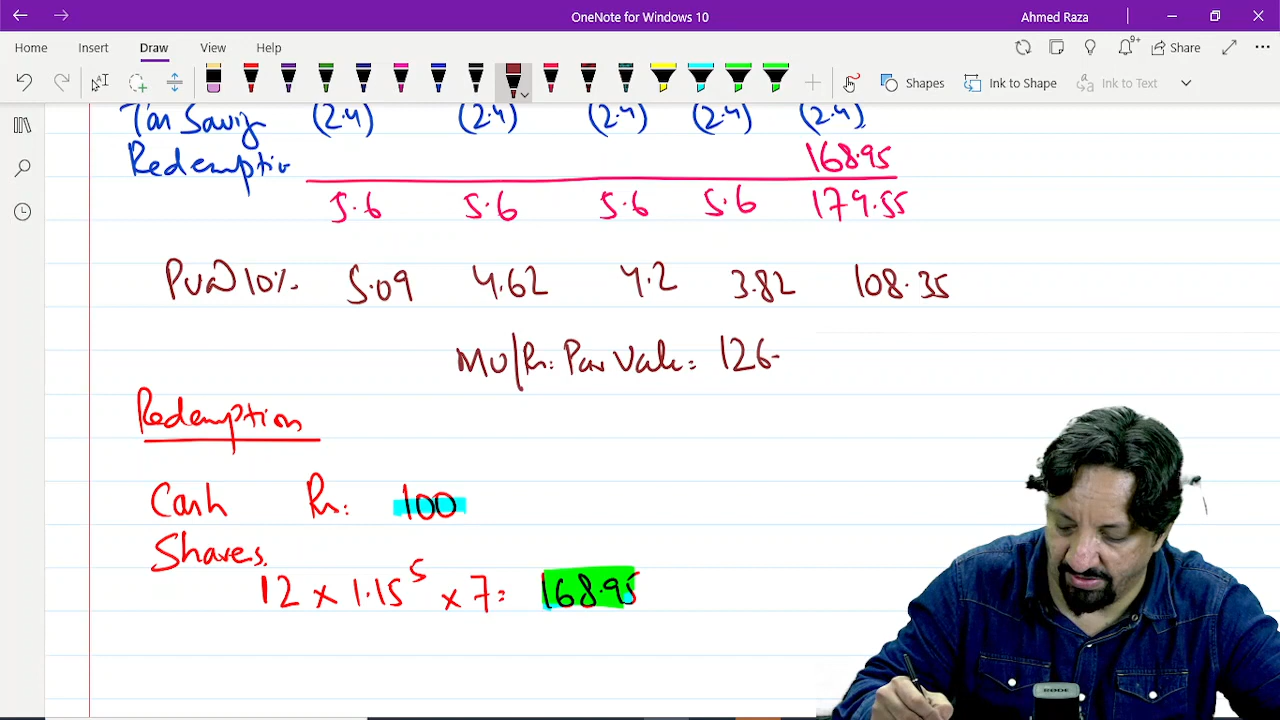 OneNote for Windows 10
Ahmed Raza
Home Insert Draw View Help
Share
Shapes
Ink to Shape
Ink to Text
Tax Saving (2.4) (2.4) (2.4) (2.4) (2.4)
Redemption 168.95
5.6 5.6 5.6 5.6 179.55
PV@10% 5.09 4.62 4.2 3.82 108.35
MV/Rs: Par Value = 126-
Redemption
Cash Rs: 100
Shares.
12 x 1.15⁵ x 7 = 168.95
RODE